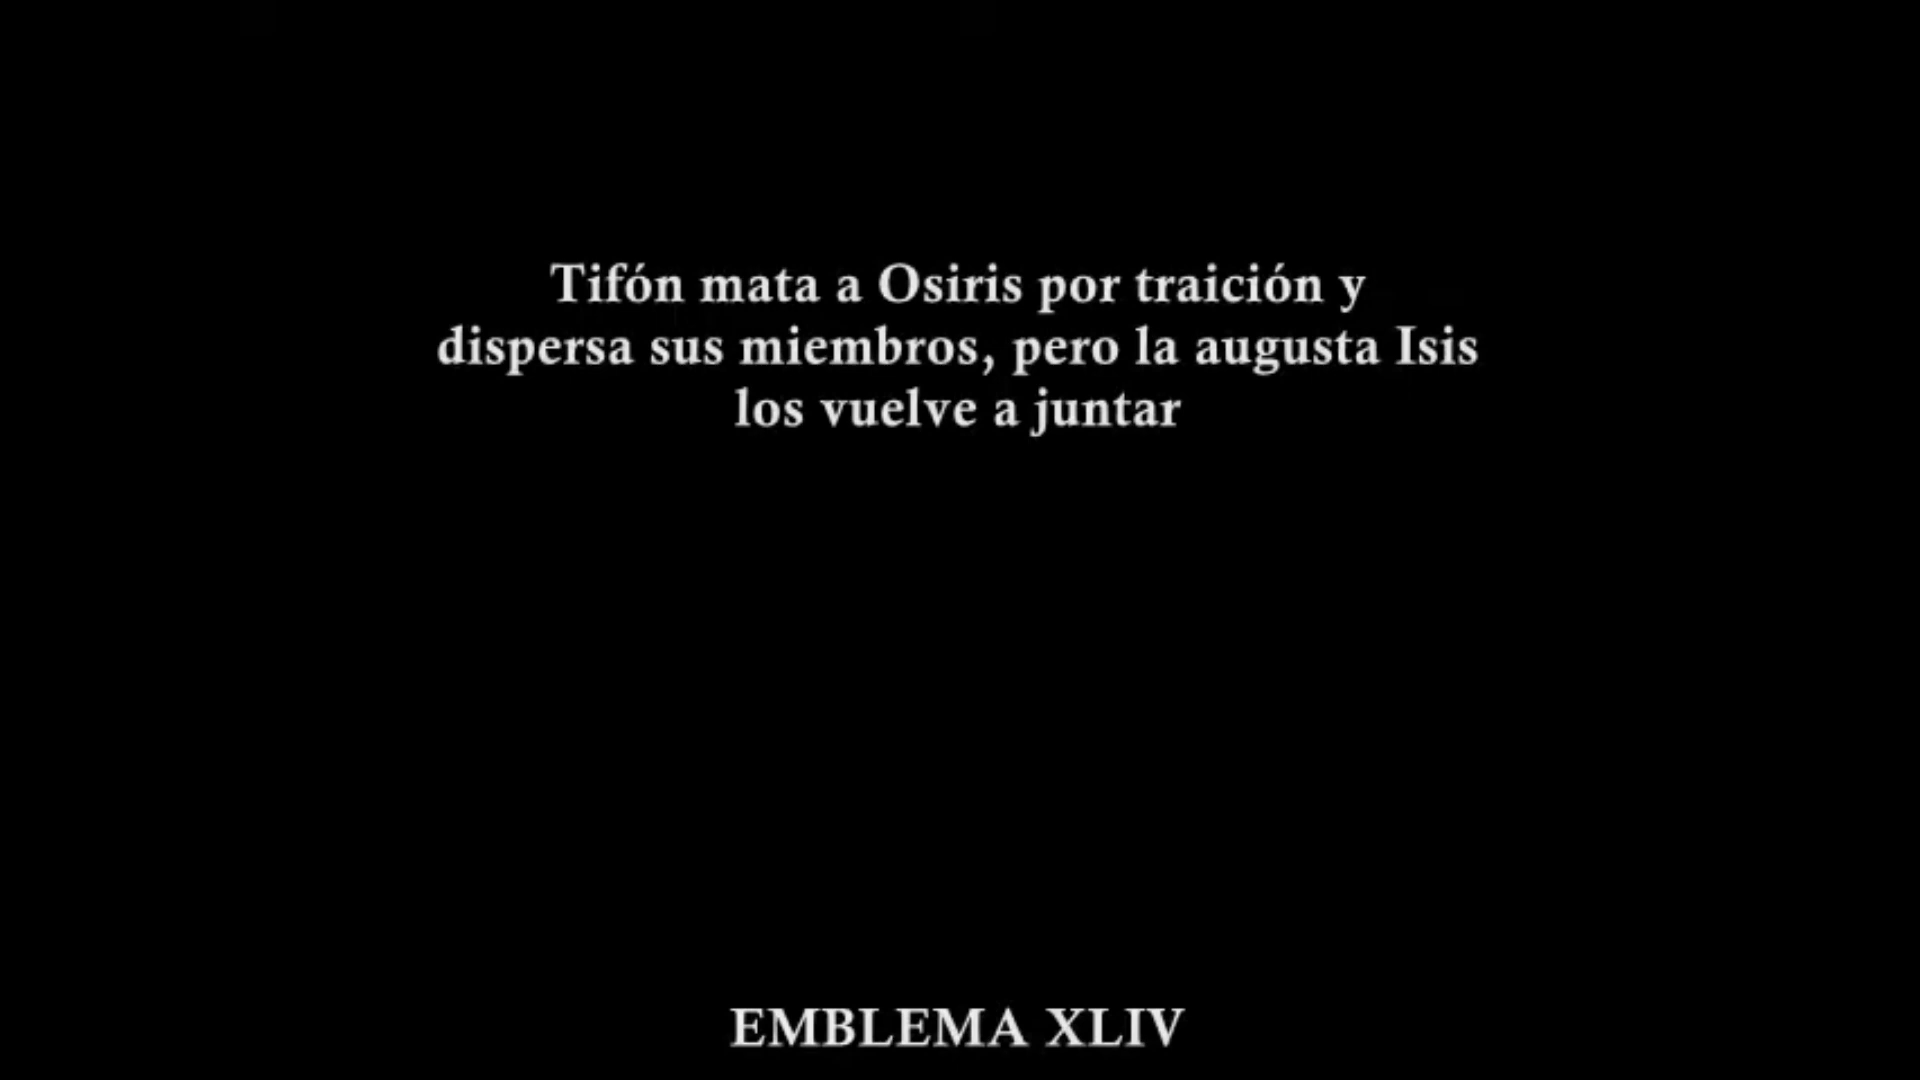 Tifón mata a Osiris por traición y
dispersa sus miembros, pero la augusta Isis
los vuelve a juntar
EMBLEMA XLIV